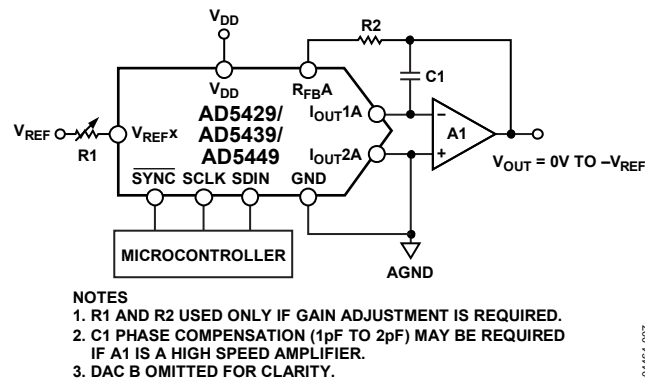 VDD
R2
C1
VDD
RFBA
AD5429/
AD5439/
AD5449
IOUT1A
IOUT2A
VREF
R1
VREFx
A1
VOUT = 0V TO –VREF
SYNC SCLK SDIN GND
MICROCONTROLLER
AGND
NOTES
1. R1 AND R2 USED ONLY IF GAIN ADJUSTMENT IS REQUIRED.
2. C1 PHASE COMPENSATION (1pF TO 2pF) MAY BE REQUIRED
IF A1 IS A HIGH SPEED AMPLIFIER.
3. DAC B OMITTED FOR CLARITY.